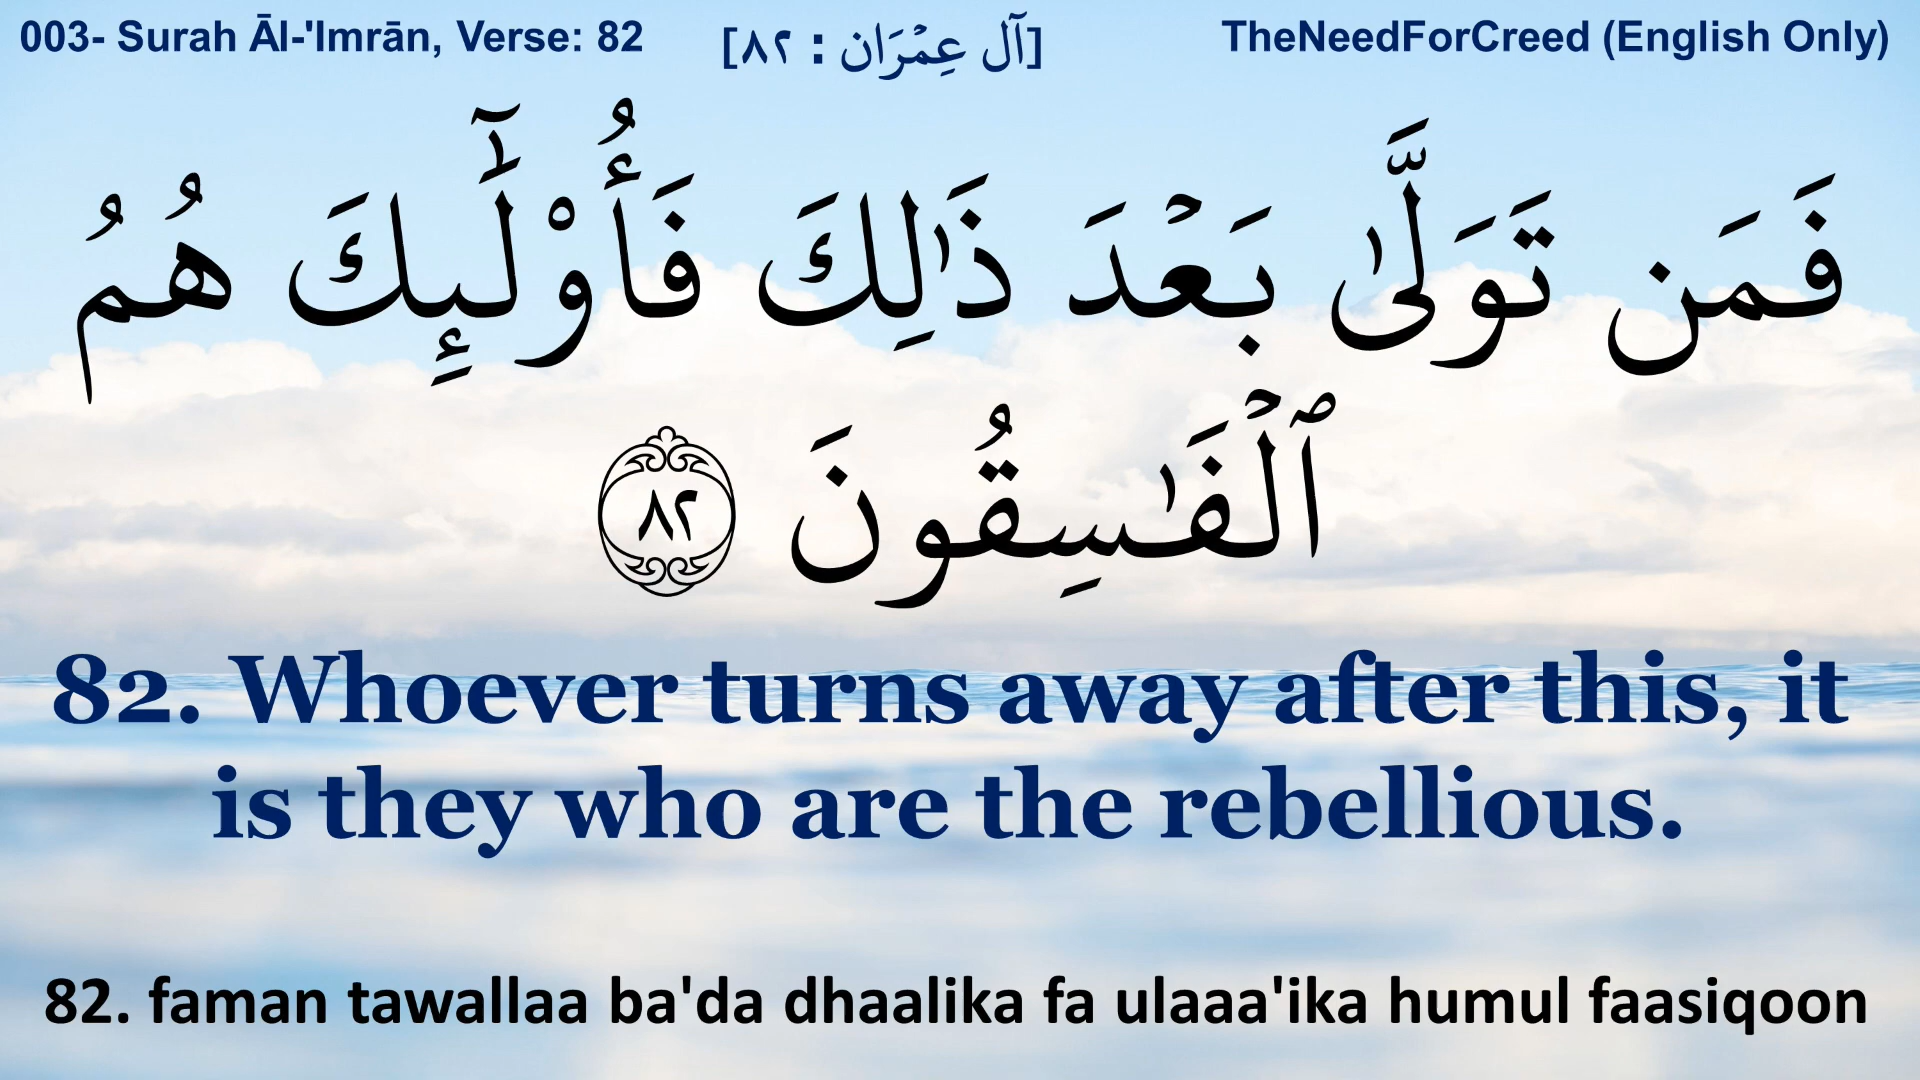 003- Surah Āl-'Imrān, Verse: 82
[آل عِمۡرَان : ٨٢]
TheNeedForCreed (English Only)
فَمَن تَوَلَّىٰ بَعۡدَ ذَٰلِكَ فَأُوْلَـٰٓئِكَ هُمُ
ٱلۡفَـٰسِقُونَ ٨٢
82. Whoever turns away after this, it
is they who are the rebellious.
82. faman tawallaa ba'da dhaalika fa ulaaa'ika humul faasiqoon